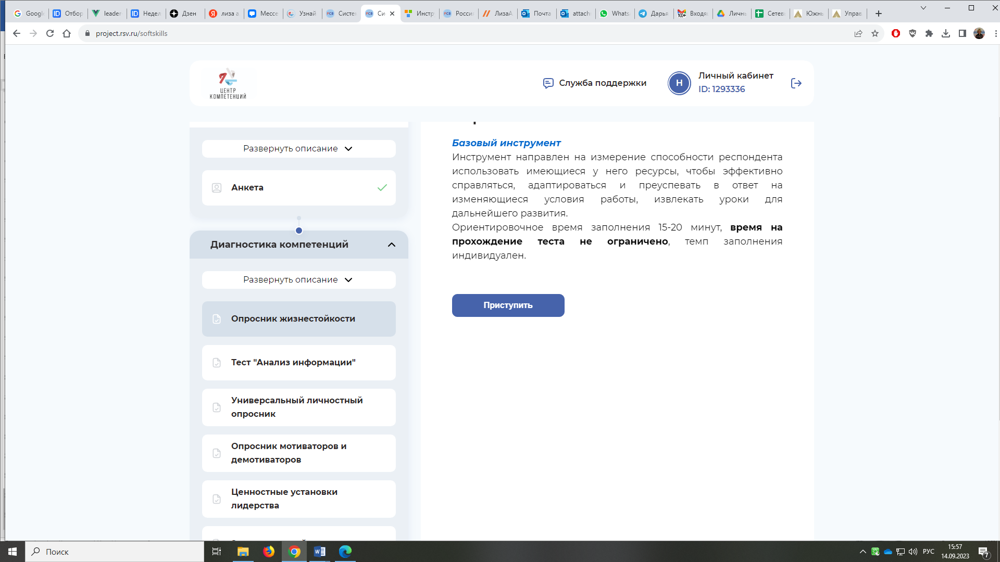 Google
Отбор
leader
Недел
Дзен
лиза а
Мессе
Узнай
Систе
Си
Инстр
Росси
ЛизаА
Почта
attach
Whats
Дарья
Входя
Личнь
Сетев
Южнь
Управ
project.rsv.ru/softskills
ЦЕНТР
КОМПЕТЕНЦИЙ
Служба поддержки
Н
Личный кабинет
ID: 1293336
Развернуть описание
Анкета
Диагностика компетенций
Развернуть описание
Опросник жизнестойкости
Тест "Анализ информации"
Универсальный личностный
опросник
Опросник мотиваторов и
демотиваторов
Ценностные установки
лидерства
Базовый инструмент
Инструмент направлен на измерение способности респондента
использовать имеющиеся у него ресурсы, чтобы эффективно
справляться, адаптироваться и преуспевать в ответ на
изменяющиеся условия работы, извлекать уроки для
дальнейшего развития.
Ориентировочное время заполнения 15-20 минут, время на
прохождение теста не ограничено, темп заполнения
индивидуален.
Приступить
Поиск
РУС
15:57
14.09.2023
7